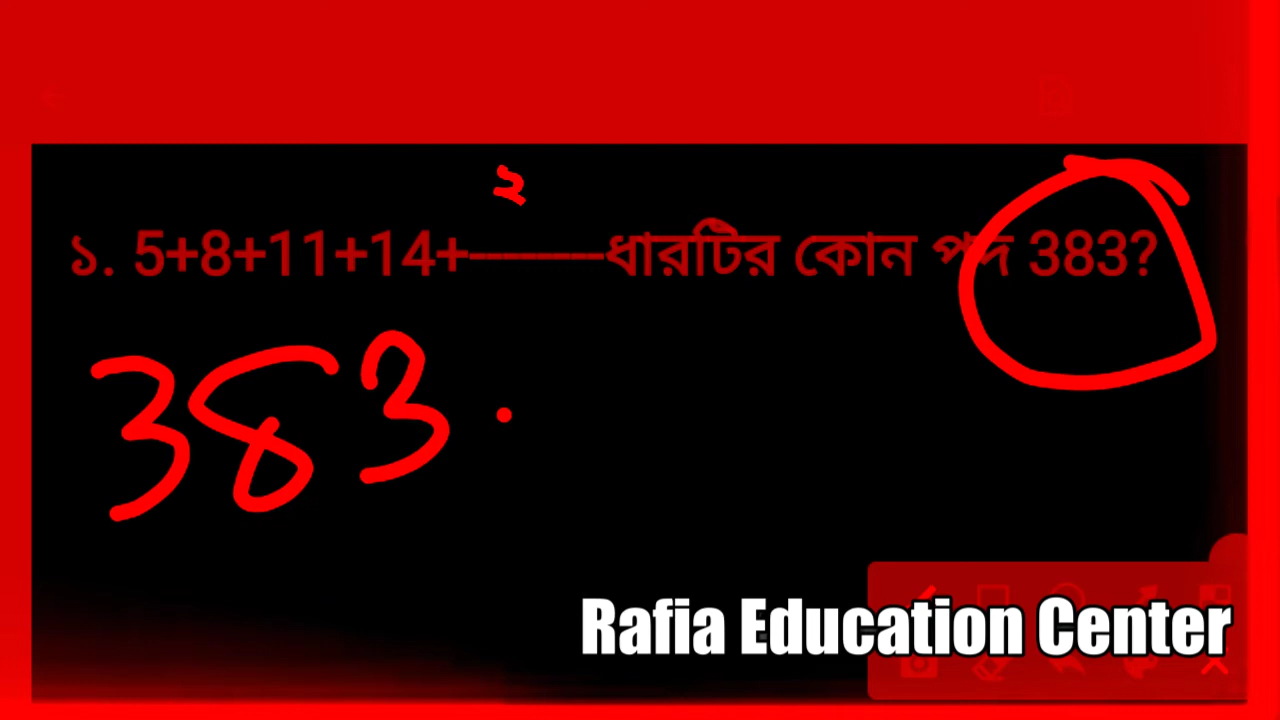 ২
১. 5+8+11+14+--------ধারটির কোন পদ 383?
383.
Rafia Education Center